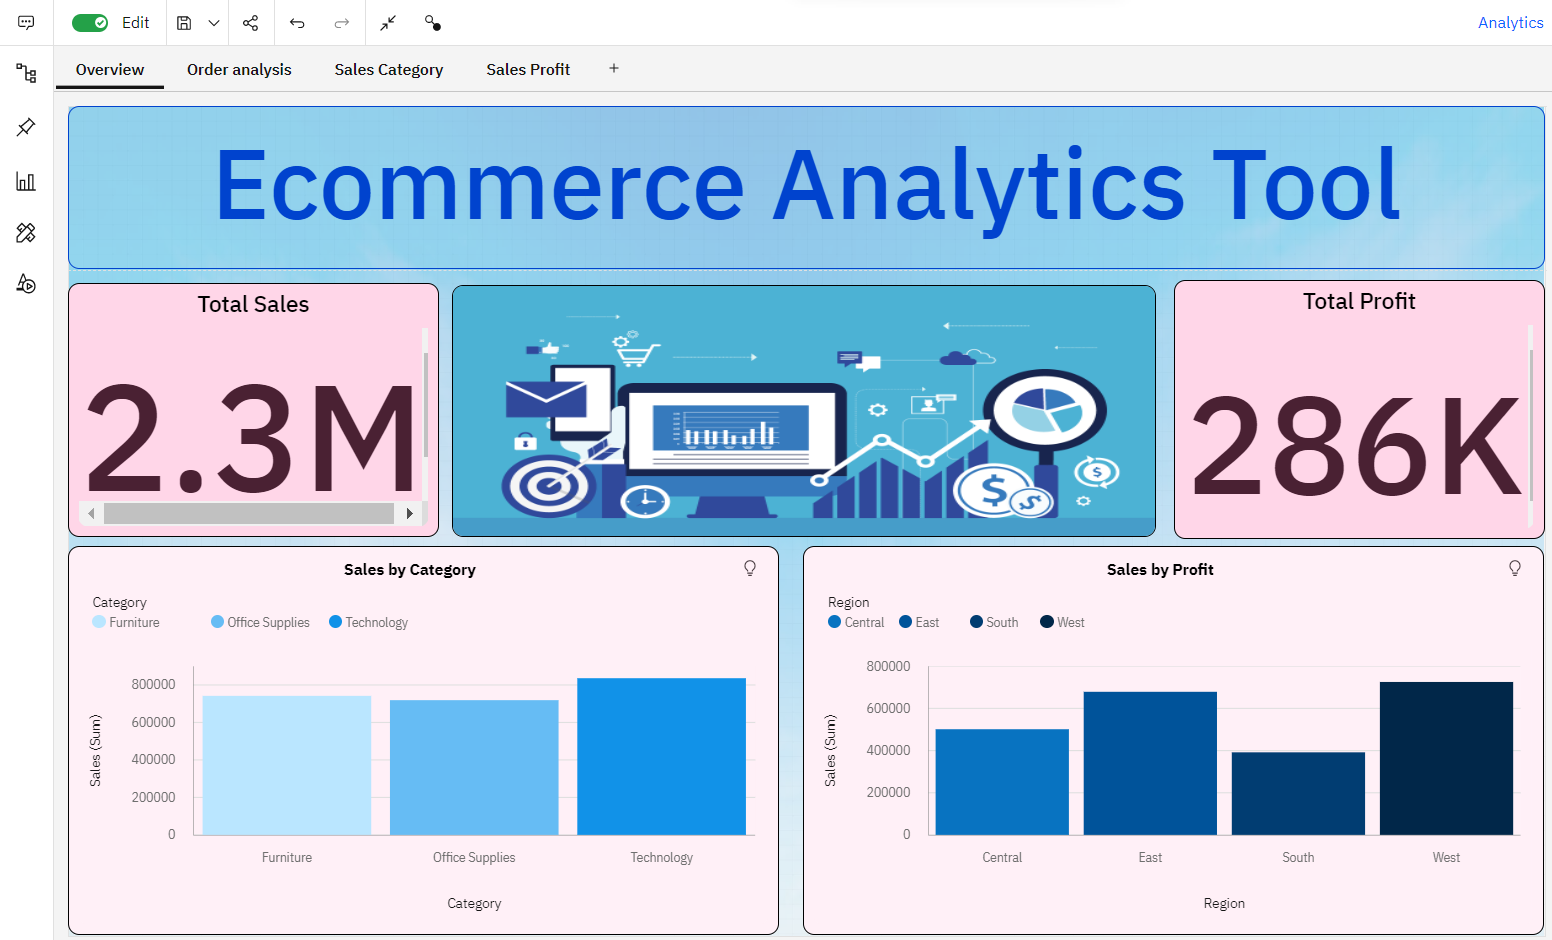 Edit
Analytics
Overview Order analysis Sales Category Sales Profit +
Ecommerce Analytics Tool
Total Sales
2.3M
Total Profit
286K
Sales by Category
Category
Furniture Office Supplies Technology
800000
600000
400000
200000
0
Sales (Sum)
Furniture Office Supplies Technology
Category
Sales by Profit
Region
Central East South West
800000
600000
400000
200000
0
Sales (Sum)
Central East South West
Region